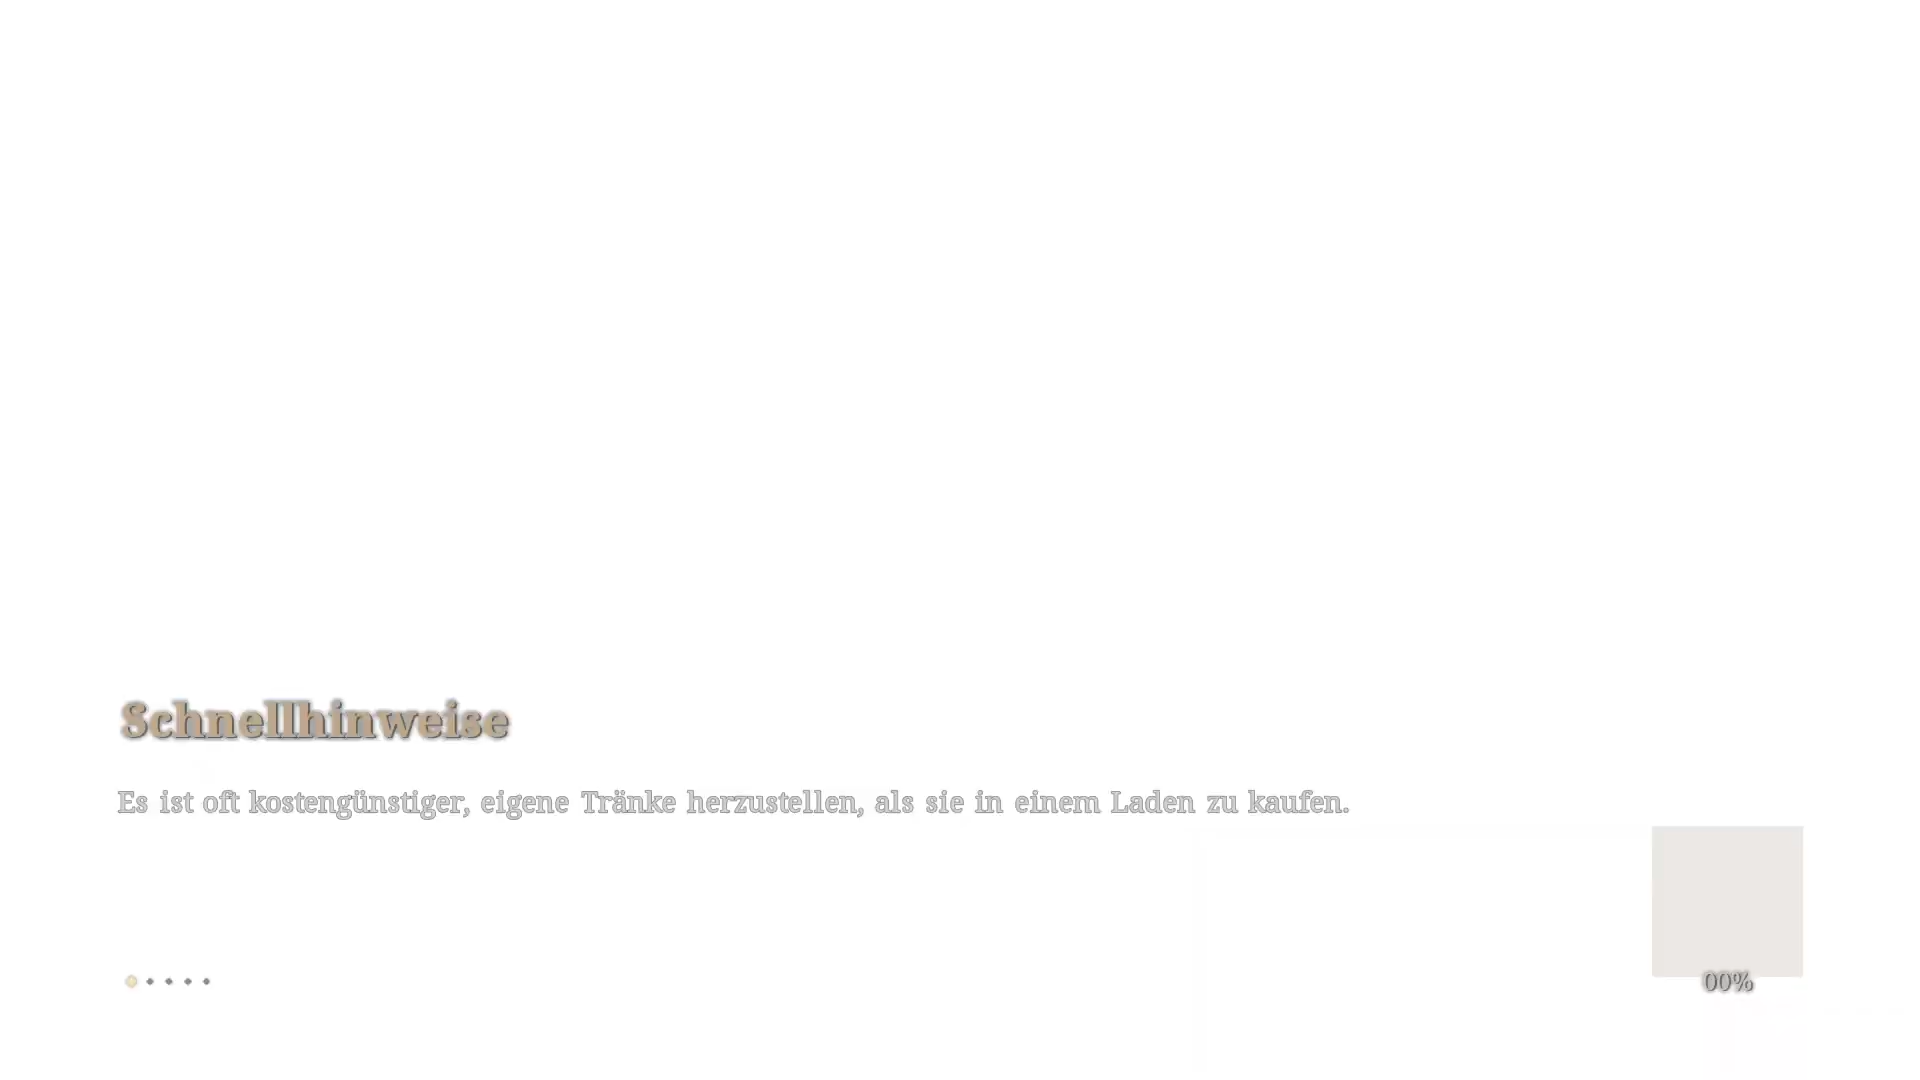 Schnellhinweise
Es ist oft kostengünstiger, eigene Tränke herzustellen, als sie in einem Laden zu kaufen.
00%